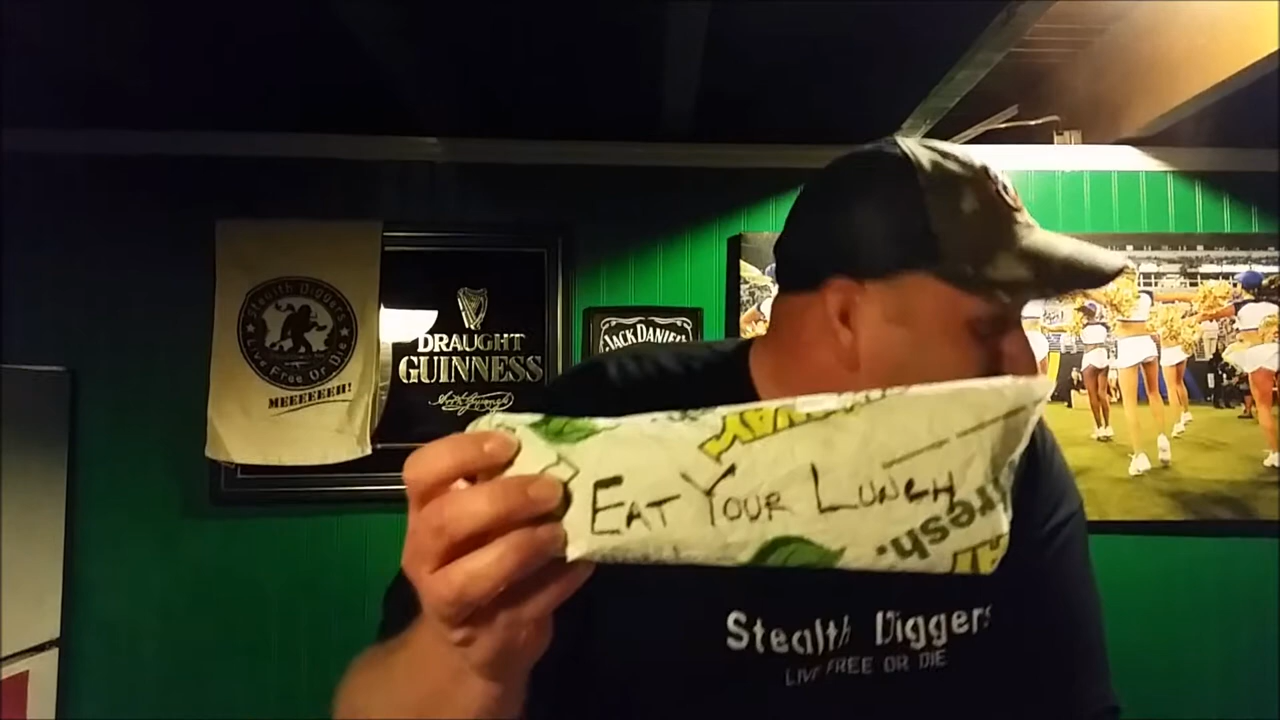 Stealth Diggers
Live Free Or Die
MEEEEEEH!
DRAUGHT
GUINNESS
JACK DANIEL'S
EAT YOUR LUNCH
fresh.
Stealth Diggers
LIVE FREE OR DIE